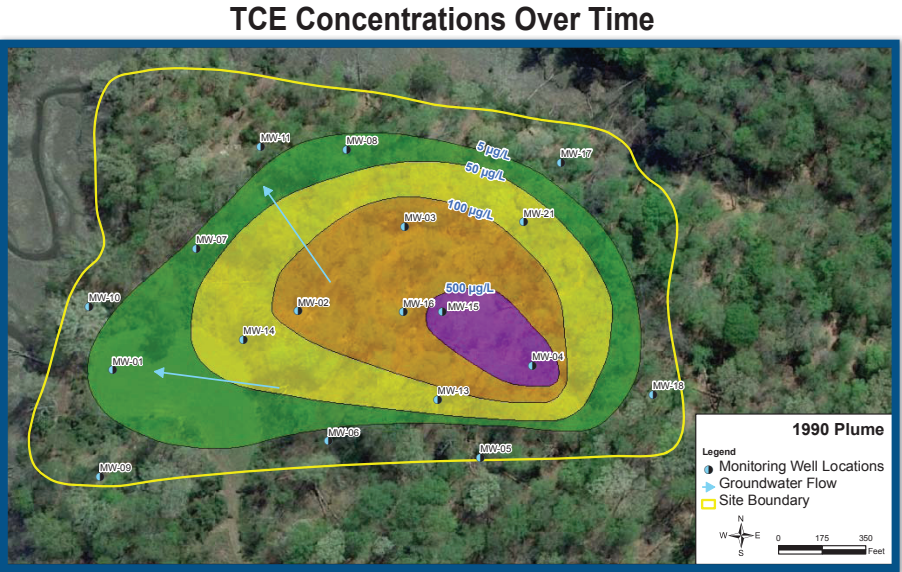 TCE Concentrations Over Time
MW-11
MW-08
5 µg/L
MW-17
50 µg/L
100 µg/L
MW-03
MW-21
MW-07
500 µg/L
MW-10
MW-02
MW-16
MW-15
MW-14
MW-04
MW-01
MW-13
MW-18
MW-06
MW-05
MW-09
1990 Plume
Legend
Monitoring Well Locations
Groundwater Flow
Site Boundary
N
W E
S
0 175 350
Feet